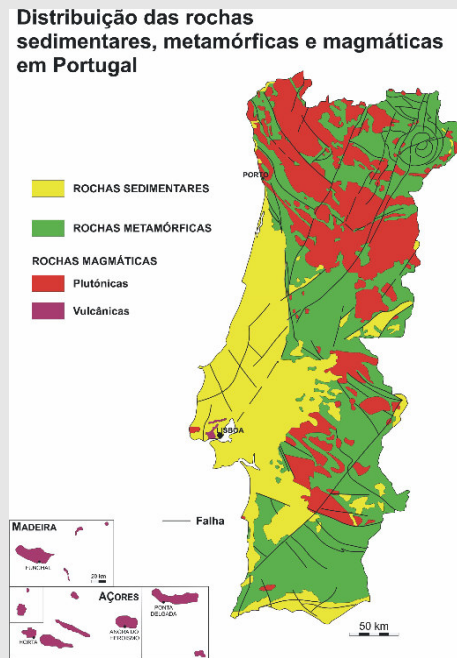 Distribuição das rochas
sedimentares, metamórficas e magmáticas
em Portugal
PORTO
ROCHAS SEDIMENTARES
ROCHAS METAMÓRFICAS
ROCHAS MAGMÁTICAS
Plutónicas
Vulcânicas
LISBOA
Falha
MADEIRA
FUNCHAL
20 km
AÇORES
PONTA
DELGADA
HORTA
ANGRA DO
HEROÍSMO
50 km